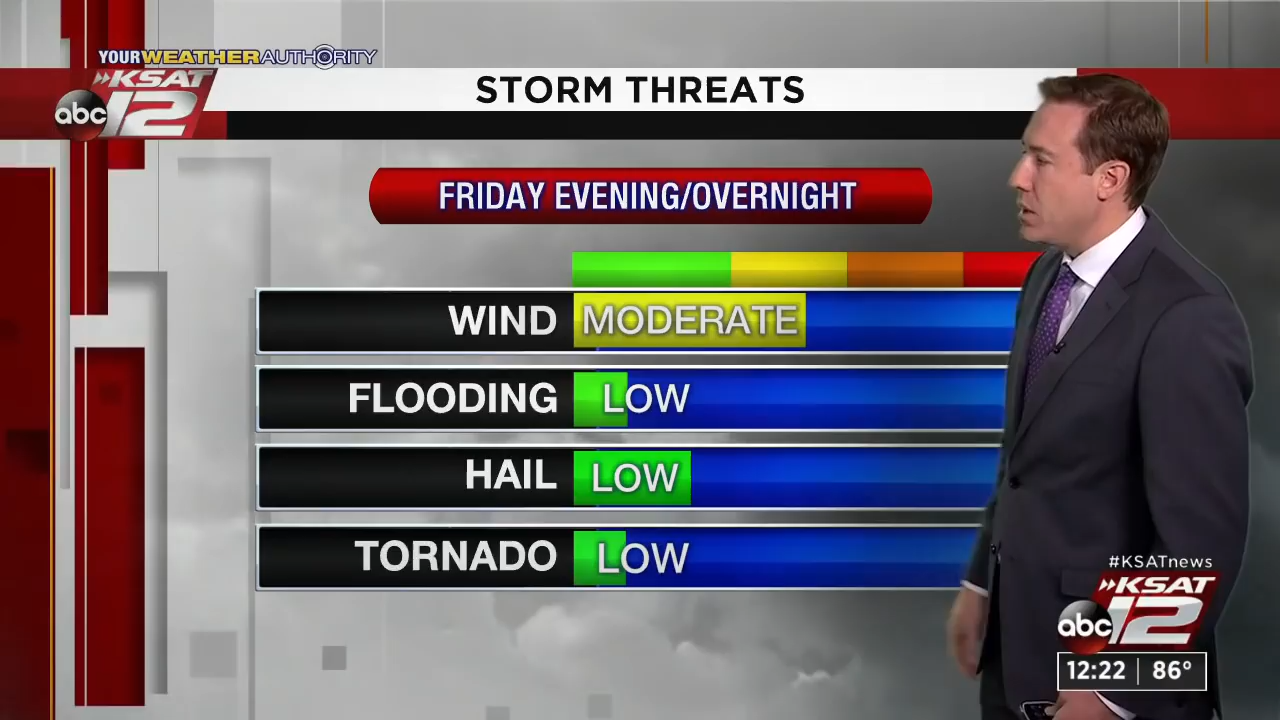 YOURWEATHERAUTHORITY
KSAT
abc 12
STORM THREATS
FRIDAY EVENING/OVERNIGHT
WIND MODERATE
FLOODING LOW
HAIL LOW
TORNADO LOW
#KSATnews
KSAT
abc 12
12:22 86°